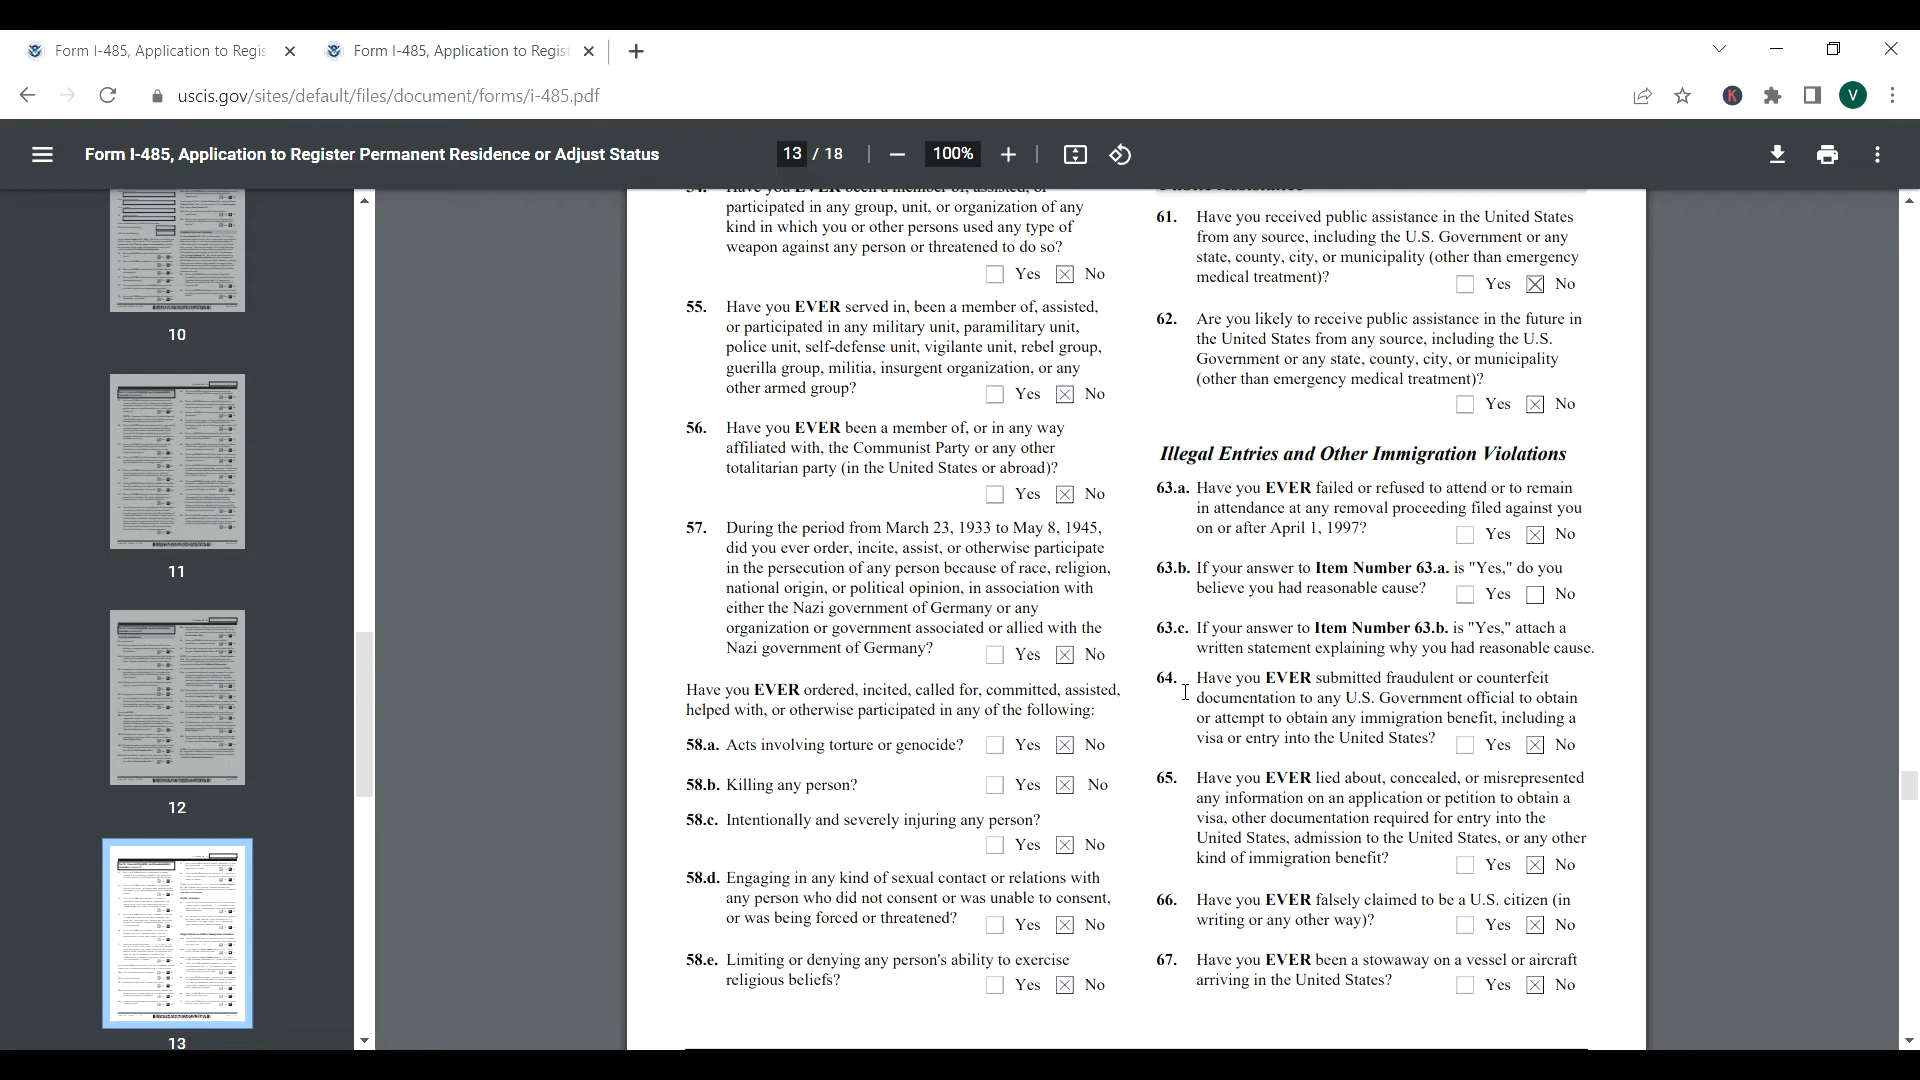 Form I-485, Application to Regis
Form I-485, Application to Regist
uscis.gov/sites/default/files/document/forms/i-485.pdf
K
V
Form I-485, Application to Register Permanent Residence or Adjust Status
13 / 18
100%
10
11
12
13
54. Have you EVER been a member of, assisted, or
participated in any group, unit, or organization of any
kind in which you or other persons used any type of
weapon against any person or threatened to do so?
Yes No
55. Have you EVER served in, been a member of, assisted,
or participated in any military unit, paramilitary unit,
police unit, self-defense unit, vigilante unit, rebel group,
guerilla group, militia, insurgent organization, or any
other armed group? Yes No
56. Have you EVER been a member of, or in any way
affiliated with, the Communist Party or any other
totalitarian party (in the United States or abroad)?
Yes No
57. During the period from March 23, 1933 to May 8, 1945,
did you ever order, incite, assist, or otherwise participate
in the persecution of any person because of race, religion,
national origin, or political opinion, in association with
either the Nazi government of Germany or any
organization or government associated or allied with the
Nazi government of Germany? Yes No
Have you EVER ordered, incited, called for, committed, assisted,
helped with, or otherwise participated in any of the following:
58.a. Acts involving torture or genocide? Yes No
58.b. Killing any person? Yes No
58.c. Intentionally and severely injuring any person?
Yes No
58.d. Engaging in any kind of sexual contact or relations with
any person who did not consent or was unable to consent,
or was being forced or threatened? Yes No
58.e. Limiting or denying any person's ability to exercise
religious beliefs? Yes No
Public Assistance
61. Have you received public assistance in the United States
from any source, including the U.S. Government or any
state, county, city, or municipality (other than emergency
medical treatment)? Yes No
62. Are you likely to receive public assistance in the future in
the United States from any source, including the U.S.
Government or any state, county, city, or municipality
(other than emergency medical treatment)?
Yes No
Illegal Entries and Other Immigration Violations
63.a. Have you EVER failed or refused to attend or to remain
in attendance at any removal proceeding filed against you
on or after April 1, 1997? Yes No
63.b. If your answer to Item Number 63.a. is "Yes," do you
believe you had reasonable cause? Yes No
63.c. If your answer to Item Number 63.b. is "Yes," attach a
written statement explaining why you had reasonable cause.
64. Have you EVER submitted fraudulent or counterfeit
documentation to any U.S. Government official to obtain
or attempt to obtain any immigration benefit, including a
visa or entry into the United States? Yes No
65. Have you EVER lied about, concealed, or misrepresented
any information on an application or petition to obtain a
visa, other documentation required for entry into the
United States, admission to the United States, or any other
kind of immigration benefit? Yes No
66. Have you EVER falsely claimed to be a U.S. citizen (in
writing or any other way)? Yes No
67. Have you EVER been a stowaway on a vessel or aircraft
arriving in the United States? Yes No